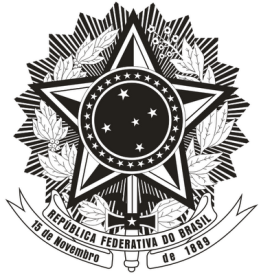 REPÚBLICA FEDERATIVA DO BRASIL
15 de Novembro de 1889